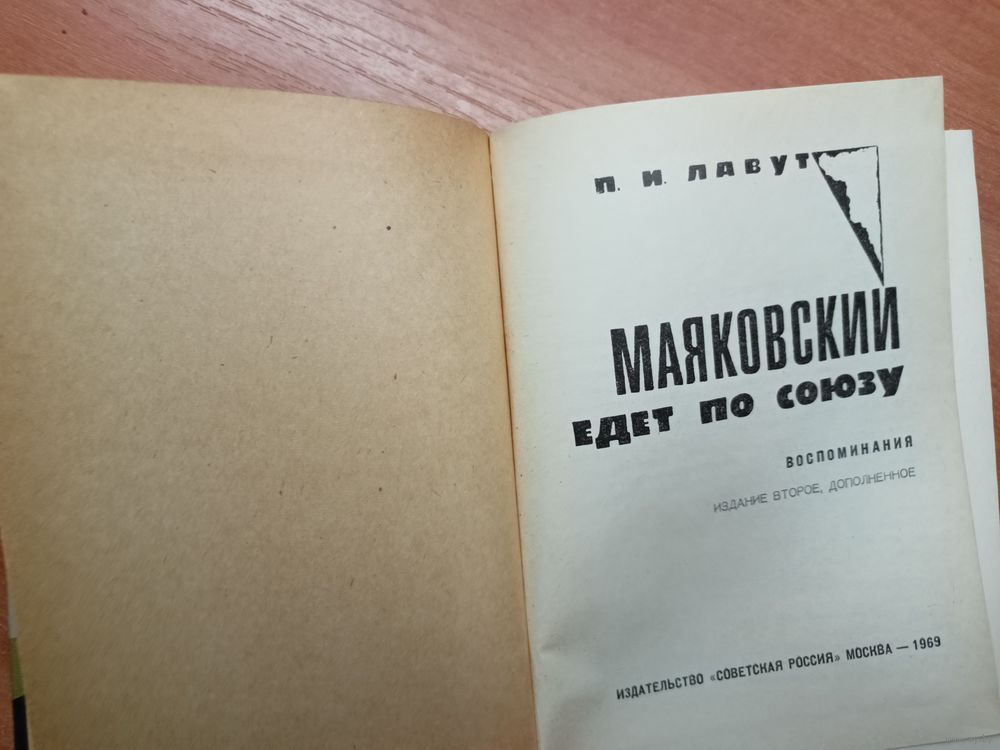 П. И. ЛАВУТ
МАЯКОВСКИЙ
ЕДЕТ ПО СОЮЗУ
ВОСПОМИНАНИЯ
ИЗДАНИЕ ВТОРОЕ, ДОПОЛНЕННОЕ
ИЗДАТЕЛЬСТВО «СОВЕТСКАЯ РОССИЯ» МОСКВА — 1969